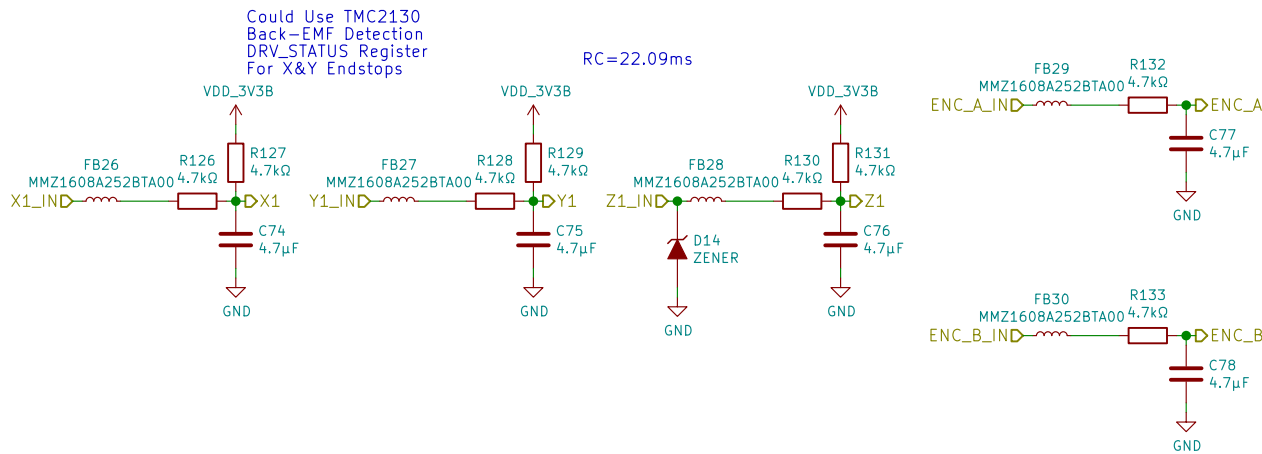 Could Use TMC2130
Back-EMF Detection
DRV_STATUS Register
For X&Y Endstops
RC=22.09ms
VDD_3V3B
FB26
MMZ1608A252BTA00
R126
4.7kΩ
R127
4.7kΩ
X1_IN
X1
C74
4.7µF
GND
VDD_3V3B
FB27
MMZ1608A252BTA00
R128
4.7kΩ
R129
4.7kΩ
Y1_IN
Y1
C75
4.7µF
GND
VDD_3V3B
FB28
MMZ1608A252BTA00
R130
4.7kΩ
R131
4.7kΩ
Z1_IN
Z1
D14
ZENER
GND
C76
4.7µF
GND
FB29
MMZ1608A252BTA00
R132
4.7kΩ
ENC_A_IN
ENC_A
C77
4.7µF
GND
FB30
MMZ1608A252BTA00
R133
4.7kΩ
ENC_B_IN
ENC_B
C78
4.7µF
GND